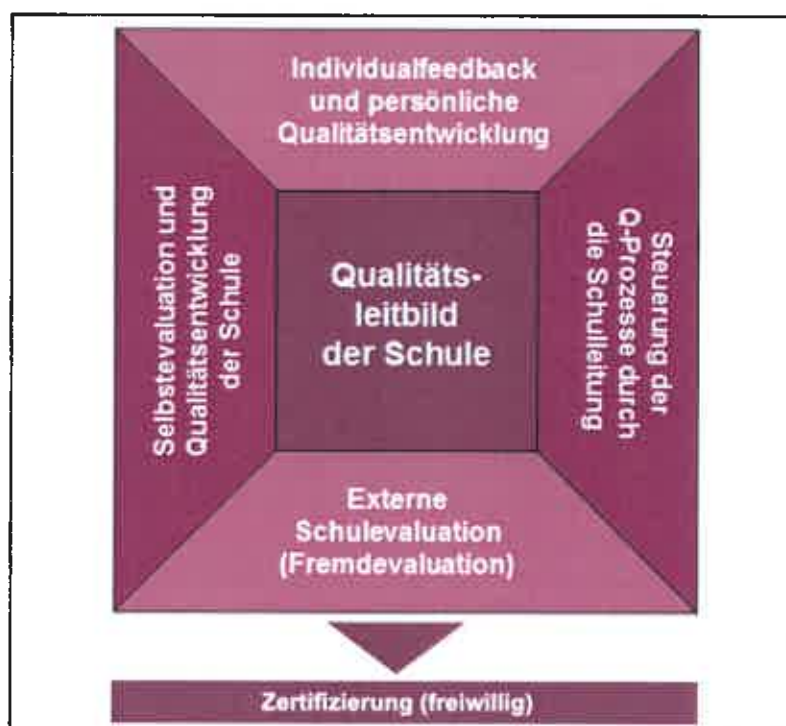 Individualfeedback
und persönliche
Qualitätsentwicklung
Selbstevaluation und
Qualitätsentwicklung
der Schule
Qualitäts-
leitbild
der Schule
Steuerung der
Q-Prozesse durch
die Schulleitung
Externe
Schulevaluation
(Fremdevaluation)
Zertifizierung (freiwillig)